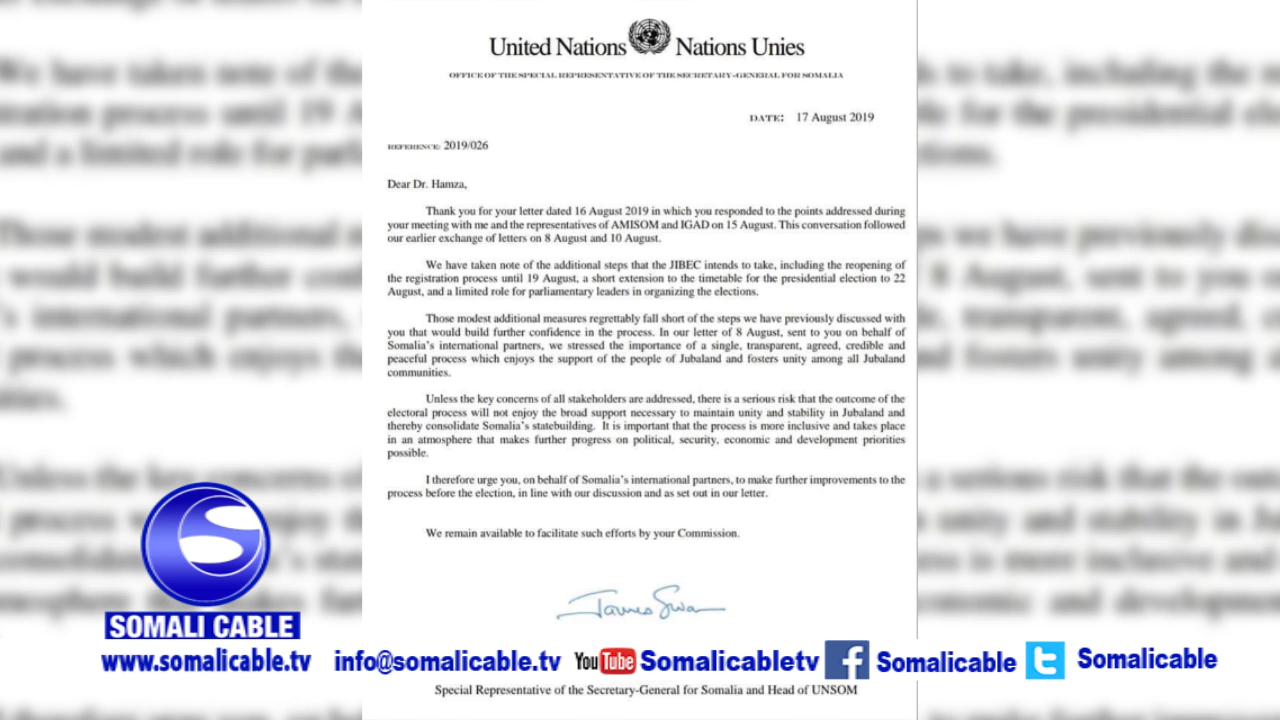 United Nations Nations Unies
OFFICE OF THE SPECIAL REPRESENTATIVE OF THE SECRETARY-GENERAL FOR SOMALIA
DATE: 17 August 2019
REFERENCE: 2019/026
Dear Dr. Hamza,
Thank you for your letter dated 16 August 2019 in which you responded to the points addressed during
your meeting with me and the representatives of AMISOM and IGAD on 15 August. This conversation followed
our earlier exchange of letters on 8 August and 10 August.
We have taken note of the additional steps that the JIBEC intends to take, including the reopening of
the registration process until 19 August, a short extension to the timetable for the presidential election to 22
August, and a limited role for parliamentary leaders in organizing the elections.
Those modest additional measures regrettably fall short of the steps we have previously discussed with
you that would build further confidence in the process. In our letter of 8 August, sent to you on behalf of
Somalia's international partners, we stressed the importance of a single, transparent, agreed, credible and
peaceful process which enjoys the support of the people of Jubaland and fosters unity among all Jubaland
communities.
Unless the key concerns of all stakeholders are addressed, there is a serious risk that the outcome of the
electoral process will not enjoy the broad support necessary to maintain unity and stability in Jubaland and
thereby consolidate Somalia's statebuilding. It is important that the process is more inclusive and takes place
in an atmosphere that makes further progress on political, security, economic and development priorities
possible.
I therefore urge you, on behalf of Somalia's international partners, to make further improvements to the
process before the election, in line with our discussion and as set out in our letter.
We remain available to facilitate such efforts by your Commission.
James Swan
SOMALI CABLE
www.somalicable.tv info@somalicable.tv YouTube Somalicabletv Somalicable Somalicable
Special Representative of the Secretary-General for Somalia and Head of UNSOM